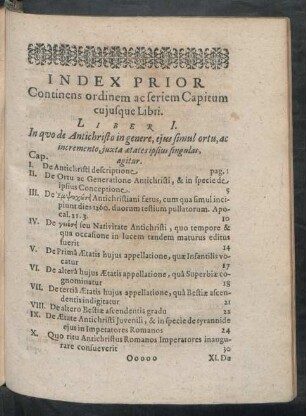 INDEX PRIOR
Continens ordinem ac seriem Capitum
cujusque Libri.
LIBER I.
In quo de Antichristo in genere, ejus simul ortu, ac
incremento, juxta ætates ipsius singulas,
agitur.
Cap.
I. De Antichristi descriptione, pag. 1
II. De Ortu ac Generatione Antichristi, & in specie de
ipsius Conceptione. 5
III. De Antichristiani fœtus, cum qua simul inci-
piunt dies 1260. duorum testium pullatorum. Apo-
cal. 11. 3. 10
IV. De seu Nativitate Antichristi, quo tempore &
qua occasione in lucem tandem maturus editus
fuerit 14
V. De Primâ Ætatis hujus appellatione, quæ Infantilis vo-
catur 17
VI. De alterâ hujus Ætatis appellatione, quâ Superbiæ co-
gnominatur 18
VII. De tertiâ Ætatis hujus appellatione, quâ Bestiæ ascen-
dentis indigitatur 21
VIII. De altero Bestiæ ascendentis gradu 22
IX. De Ætate Antichristi Juvenili, & in specie de tyrannide
ejus in Imperatores Romanos 24
X. Quo ritu Antichristus Romanos Imperatores inaugu-
rare consueverit 30
Ooooo XI. De